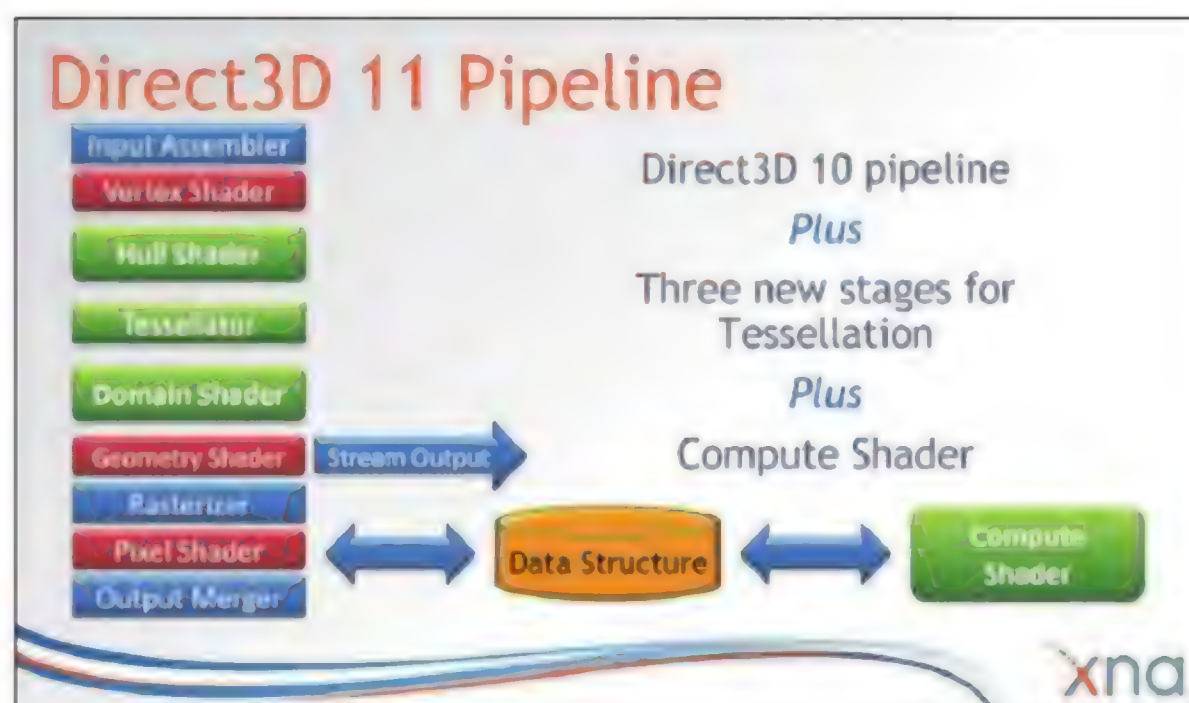 Direct3D 11 Pipeline
Input Assembler
Vertex Shader
Hull Shader
Tessellator
Domain Shader
Geometry Shader
Stream Output
Rasterizer
Pixel Shader
Output Merger
Direct3D 10 pipeline
Plus
Three new stages for
Tessellation
Plus
Compute Shader
Data Structure
Compute
Shader
xna